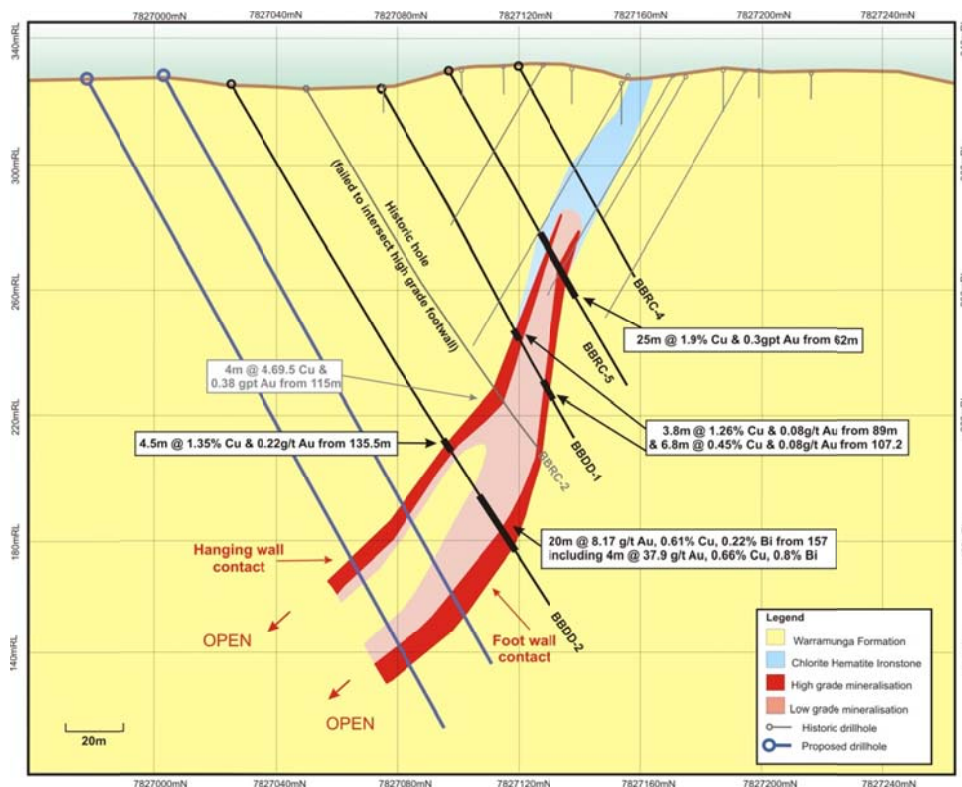 7827000mN 7827040mN 7827080mN 7827120mN 7827160mN 7827200mN 7827240mN
340mRL
300mRL
260mRL
220mRL
180mRL
140mRL
Historic hole
(failed to intersect high grade footwall)
BBRC-4
BBRC-5
25m @ 1.9% Cu & 0.3gpt Au from 62m
4m @ 4.69.5 Cu &
0.38 gpt Au from 115m
3.8m @ 1.26% Cu & 0.08g/t Au from 89m
& 6.8m @ 0.45% Cu & 0.08g/t Au from 107.2
4.5m @ 1.35% Cu & 0.22g/t Au from 135.5m
BBDD-1
BBRC-2
20m @ 8.17 g/t Au, 0.61% Cu, 0.22% Bi from 157
including 4m @ 37.9 g/t Au, 0.66% Cu, 0.8% Bi
Hanging wall
contact
OPEN
BBDD-2
Foot wall
contact
OPEN
20m
Legend
Warramunga Formation
Chlorite Hematite Ironstone
High grade mineralisation
Low grade mineralisation
Historic drillhole
Proposed drillhole
7827000mN 7827040mN 7827080mN 7827120mN 7827160mN 7827200mN 7827240mN